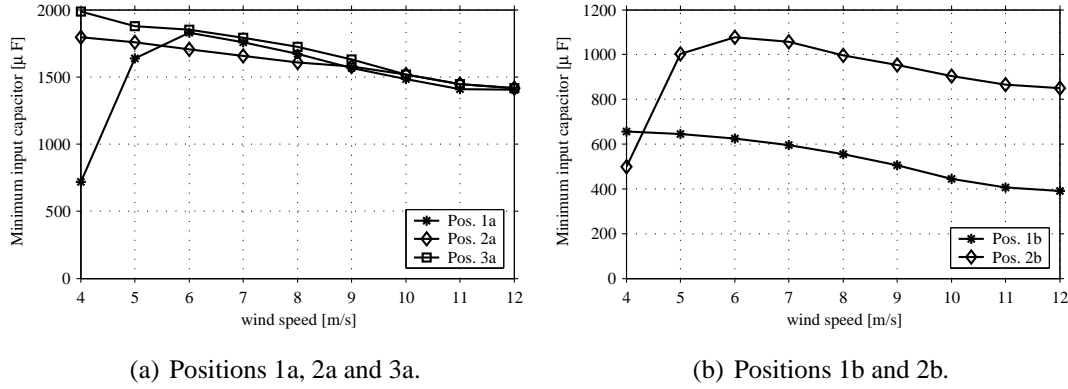 Minimum input capacitor [μ F]
2000
1500
1000
500
0
4 5 6 7 8 9 10 11 12
wind speed [m/s]
Pos. 1a
Pos. 2a
Pos. 3a
(a) Positions 1a, 2a and 3a.
Minimum input capacitor [μ F]
1200
1000
800
600
400
200
0
4 5 6 7 8 9 10 11 12
wind speed [m/s]
Pos. 1b
Pos. 2b
(b) Positions 1b and 2b.